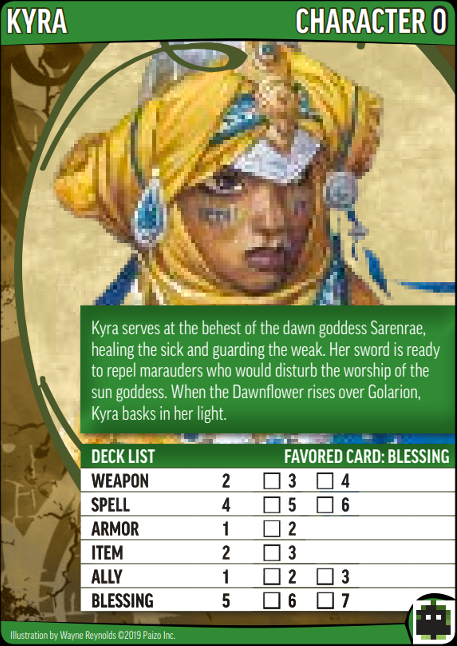 KYRA CHARACTER 0
Kyra serves at the behest of the dawn goddess Sarenrae,
healing the sick and guarding the weak. Her sword is ready
to repel marauders who would disturb the worship of the
sun goddess. When the Dawnflower rises over Golarion,
Kyra basks in her light.
DECK LIST FAVORED CARD: BLESSING
WEAPON 2 □ 3 □ 4
SPELL 4 □ 5 □ 6
ARMOR 1 □ 2
ITEM 2 □ 3
ALLY 1 □ 2 □ 3
BLESSING 5 □ 6 □ 7
Illustration by Wayne Reynolds ©2019 Paizo Inc.